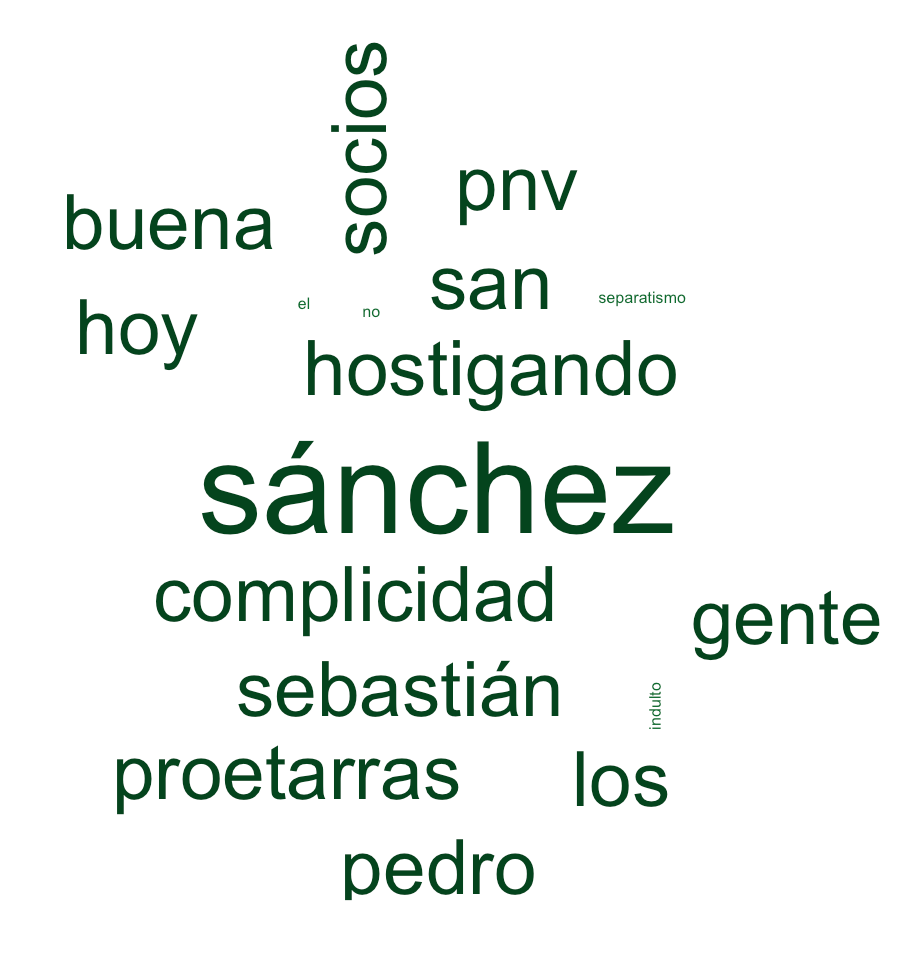 socios
pnv
buena
san
el
no
separatismo
hoy
hostigando
sánchez
complicidad
gente
sebastián
indulto
proetarras
los
pedro